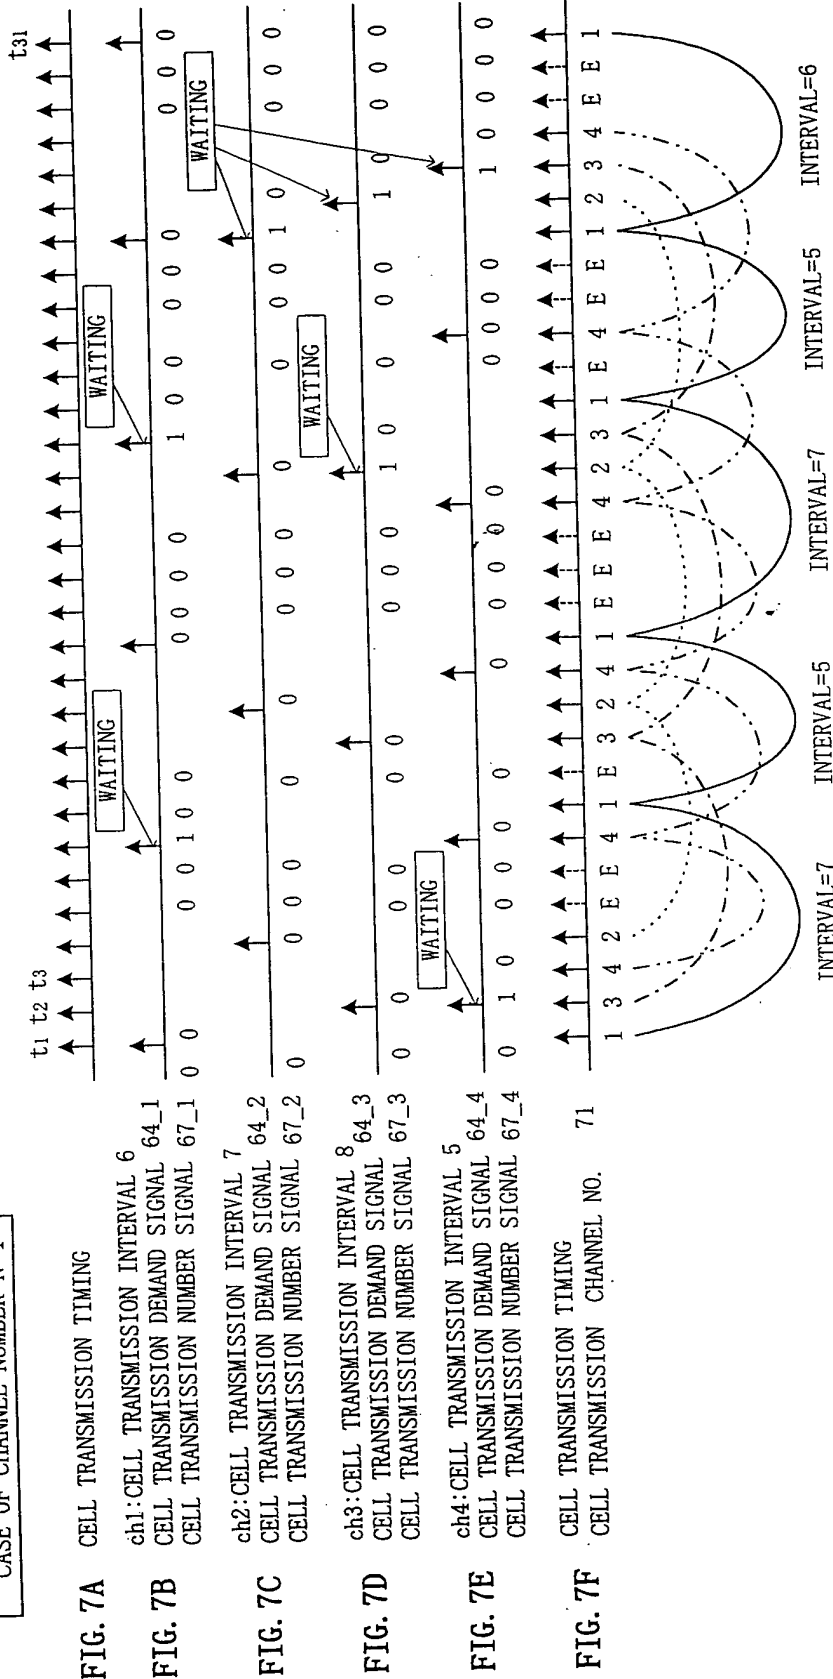 CASE OF CHANNEL NUMBER
t1 t2 t3 t31
FIG. 7A CELL TRANSMISSION TIMING
WAITING WAITING
FIG. 7B
ch1:CELL TRANSMISSION INTERVAL 6
CELL TRANSMISSION DEMAND SIGNAL 64_1
CELL TRANSMISSION NUMBER SIGNAL 67_1 0 0 0 0 1 0 0 0 0 0 0 1 0 0 0 0 0 0 0 0
WAITING
FIG. 7C
ch2:CELL TRANSMISSION INTERVAL 7
CELL TRANSMISSION DEMAND SIGNAL 64_2
CELL TRANSMISSION NUMBER SIGNAL 67_2 0 0 0 0 0 0 0 0 0 0 0 0 0 0 1 0 0 0 0
WAITING
FIG. 7D
ch3:CELL TRANSMISSION INTERVAL 8
CELL TRANSMISSION DEMAND SIGNAL 64_3
CELL TRANSMISSION NUMBER SIGNAL 67_3 0 0 0 0 0 0 0 0 0 1 0 0 0 0 1 0 0 0 0
WAITING
FIG. 7E
ch4:CELL TRANSMISSION INTERVAL 5
CELL TRANSMISSION DEMAND SIGNAL 64_4
CELL TRANSMISSION NUMBER SIGNAL 67_4 0 1 0 0 0 0 0 0 0 0 0 0 0 0 0 0 1 0 0 0 0
FIG. 7F
CELL TRANSMISSION TIMING
CELL TRANSMISSION CHANNEL NO. 71 1 3 4 2 E E 4 1 E 3 2 4 1 E E E 4 2 3 1 E 4 E E 1 2 3 4 E E 1
INTERVAL=7 INTERVAL=5 INTERVAL=7 INTERVAL=5 INTERVAL=6